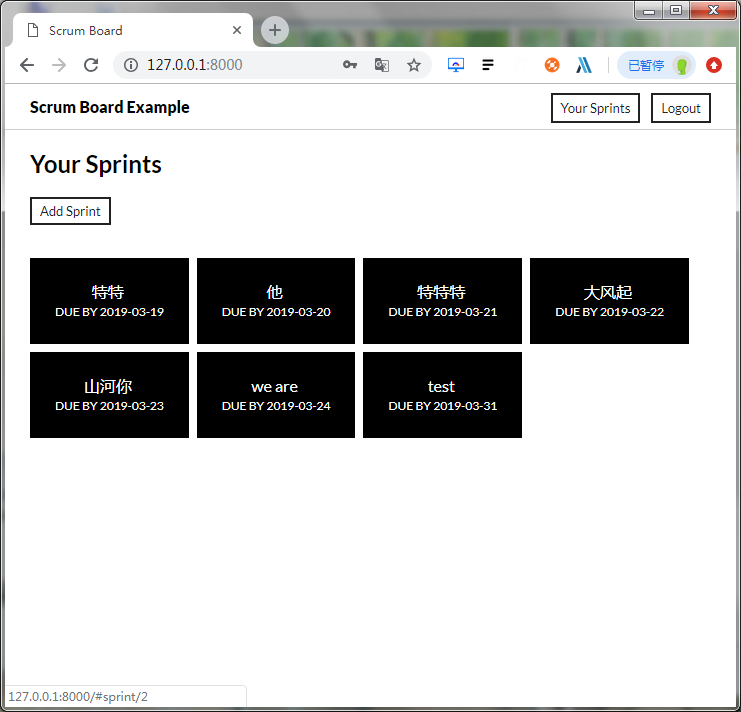 Scrum Board
127.0.0.1:8000
已暂停
Scrum Board Example
Your Sprints
Logout
Your Sprints
Add Sprint
特特
DUE BY 2019-03-19
他
DUE BY 2019-03-20
特特特
DUE BY 2019-03-21
大风起
DUE BY 2019-03-22
山河你
DUE BY 2019-03-23
we are
DUE BY 2019-03-24
test
DUE BY 2019-03-31
127.0.0.1:8000/#sprint/2